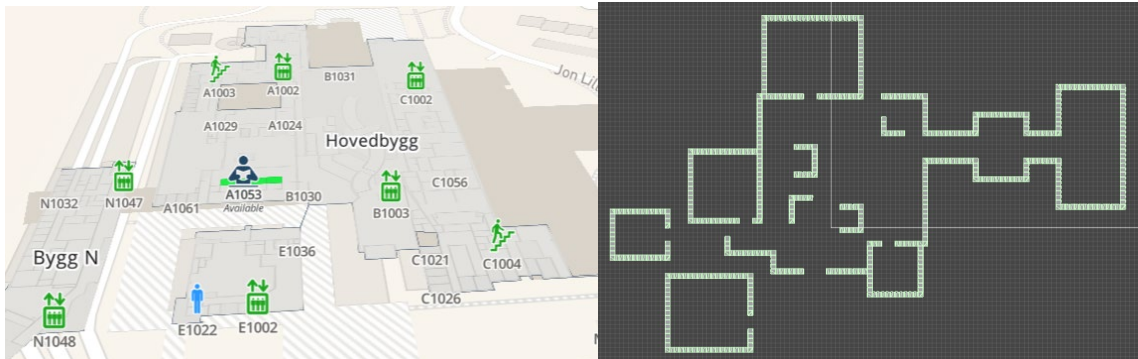 B1031
Jon Lil
A1003
A1002
C1002
A1029
A1024
Hovedbygg
C1056
A1053
Available
N1032
N1047
A1061
B1030
B1003
Bygg N
E1036
C1021
C1004
C1026
E1022
E1002
N1048